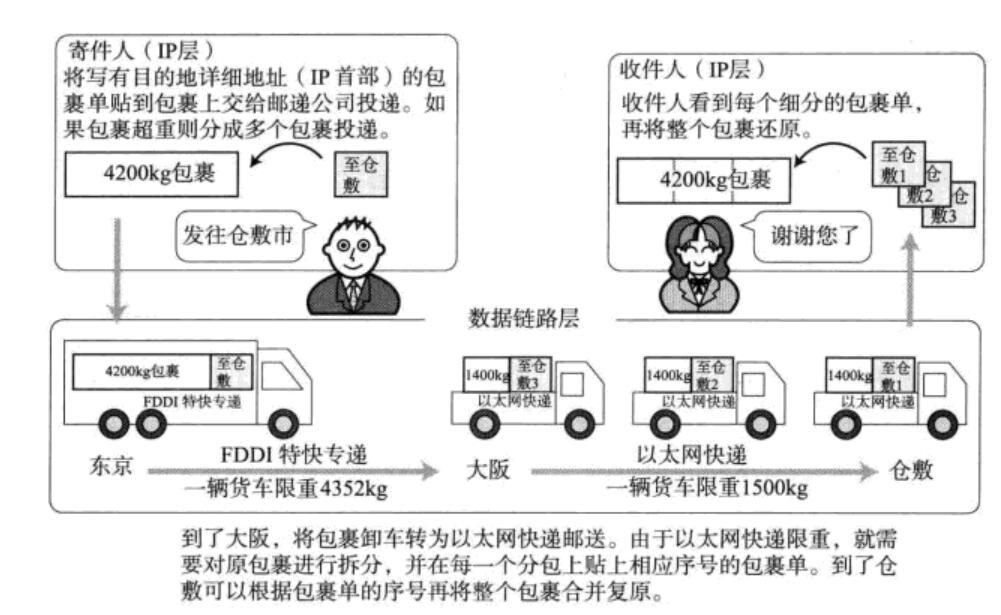 寄件人（IP层）
将写有目的地详细地址（IP 首部）的包
裹单贴到包裹上交给邮递公司投递。如
果包裹超重则分成多个包裹投递。
4200kg包裹
至仓
敷
发往仓敷市
收件人（IP层）
收件人看到每个细分的包裹单，
再将整个包裹还原。
4200kg包裹
至仓
敷1
仓
敷2
仓
敷3
谢谢您了
数据链路层
4200kg包裹
至仓
敷
FDDI 特快专递
1400kg
至仓
敷3
以太网快递
1400kg
至仓
敷2
以太网快递
1400kg
至仓
敷1
以太网快递
东京
FDDI 特快专递
一辆货车限重4352kg
大阪
以太网快递
一辆货车限重1500kg
仓敷
到了大阪，将包裹卸车转为以太网快递邮送。由于以太网快递限重，就需
要对原包裹进行拆分，并在每一个分包上贴上相应序号的包裹单。到了仓
敷可以根据包裹单的序号再将整个包裹合并复原。